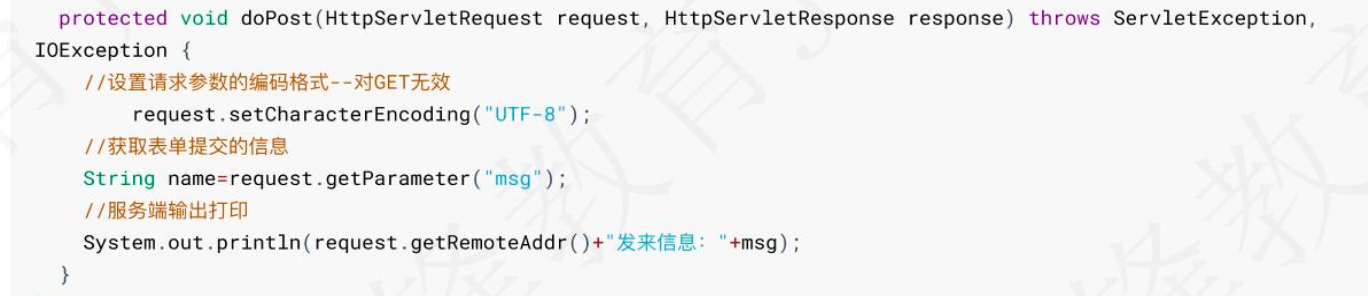 protected void doPost(HttpServletRequest request, HttpServletResponse response) throws ServletException,
IOException {
//设置请求参数的编码格式--对GET无效
request.setCharacterEncoding("UTF-8");
//获取表单提交的信息
String name=request.getParameter("msg");
//服务端输出打印
System.out.println(request.getRemoteAddr()+"发来信息："+msg);
}